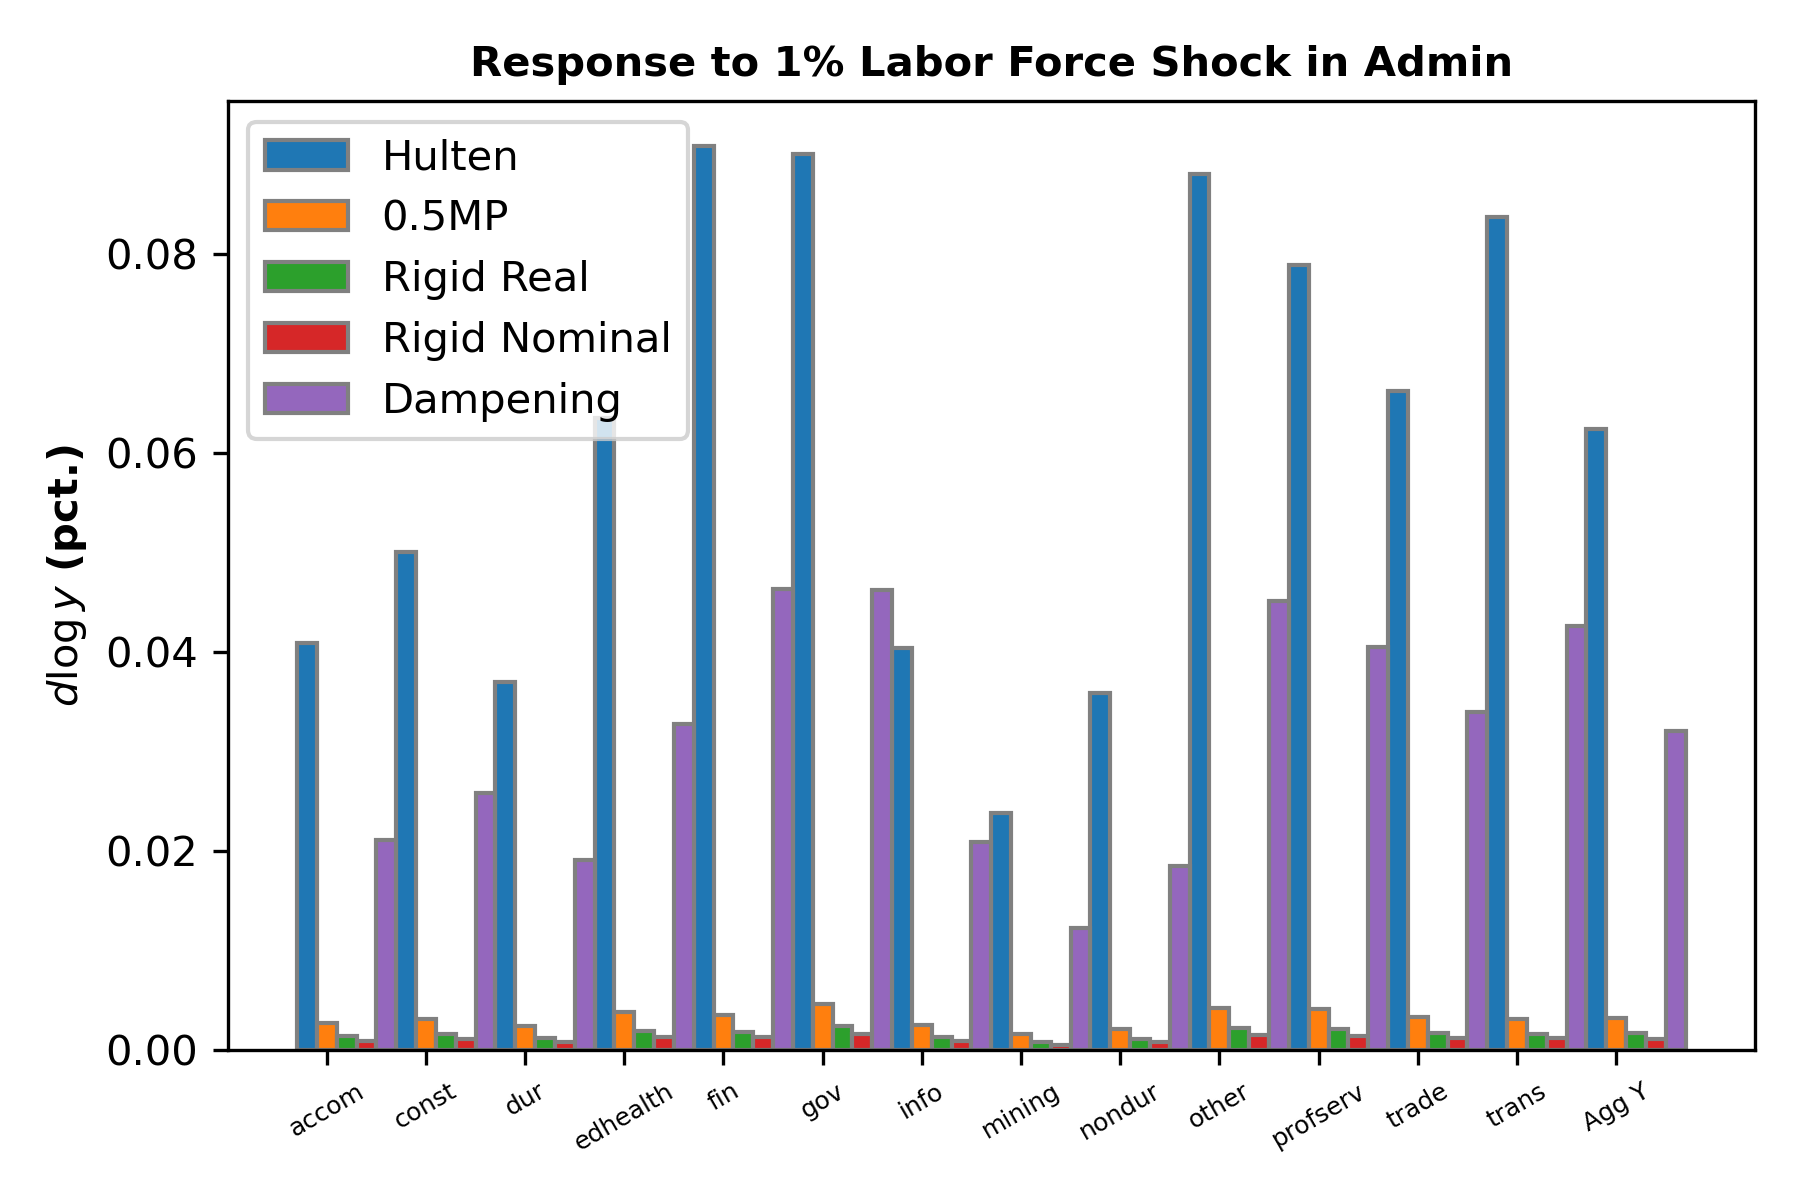 Response to 1% Labor Force Shock in Admin
Hulten
0.5MP
Rigid Real
Rigid Nominal
Dampening
dlog y (pct.)
0.08
0.06
0.04
0.02
0.00
accom
const
dur
edhealth
fin
gov
info
mining
nondur
other
profserv
trade
trans
Agg Y